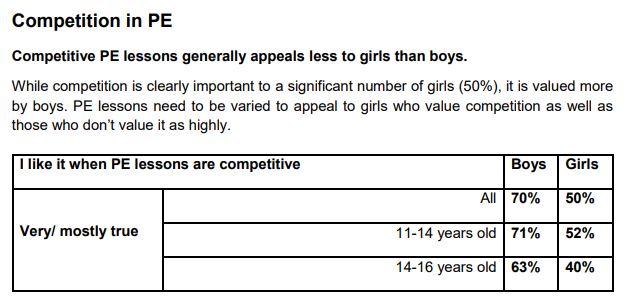 Competition in PE
Competitive PE lessons generally appeals less to girls than boys.
While competition is clearly important to a significant number of girls (50%), it is valued more
by boys. PE lessons need to be varied to appeal to girls who value competition as well as
those who don’t value it as highly.
I like it when PE lessons are competitive Boys Girls
All 70% 50%
Very/ mostly true 11-14 years old 71% 52%
14-16 years old 63% 40%